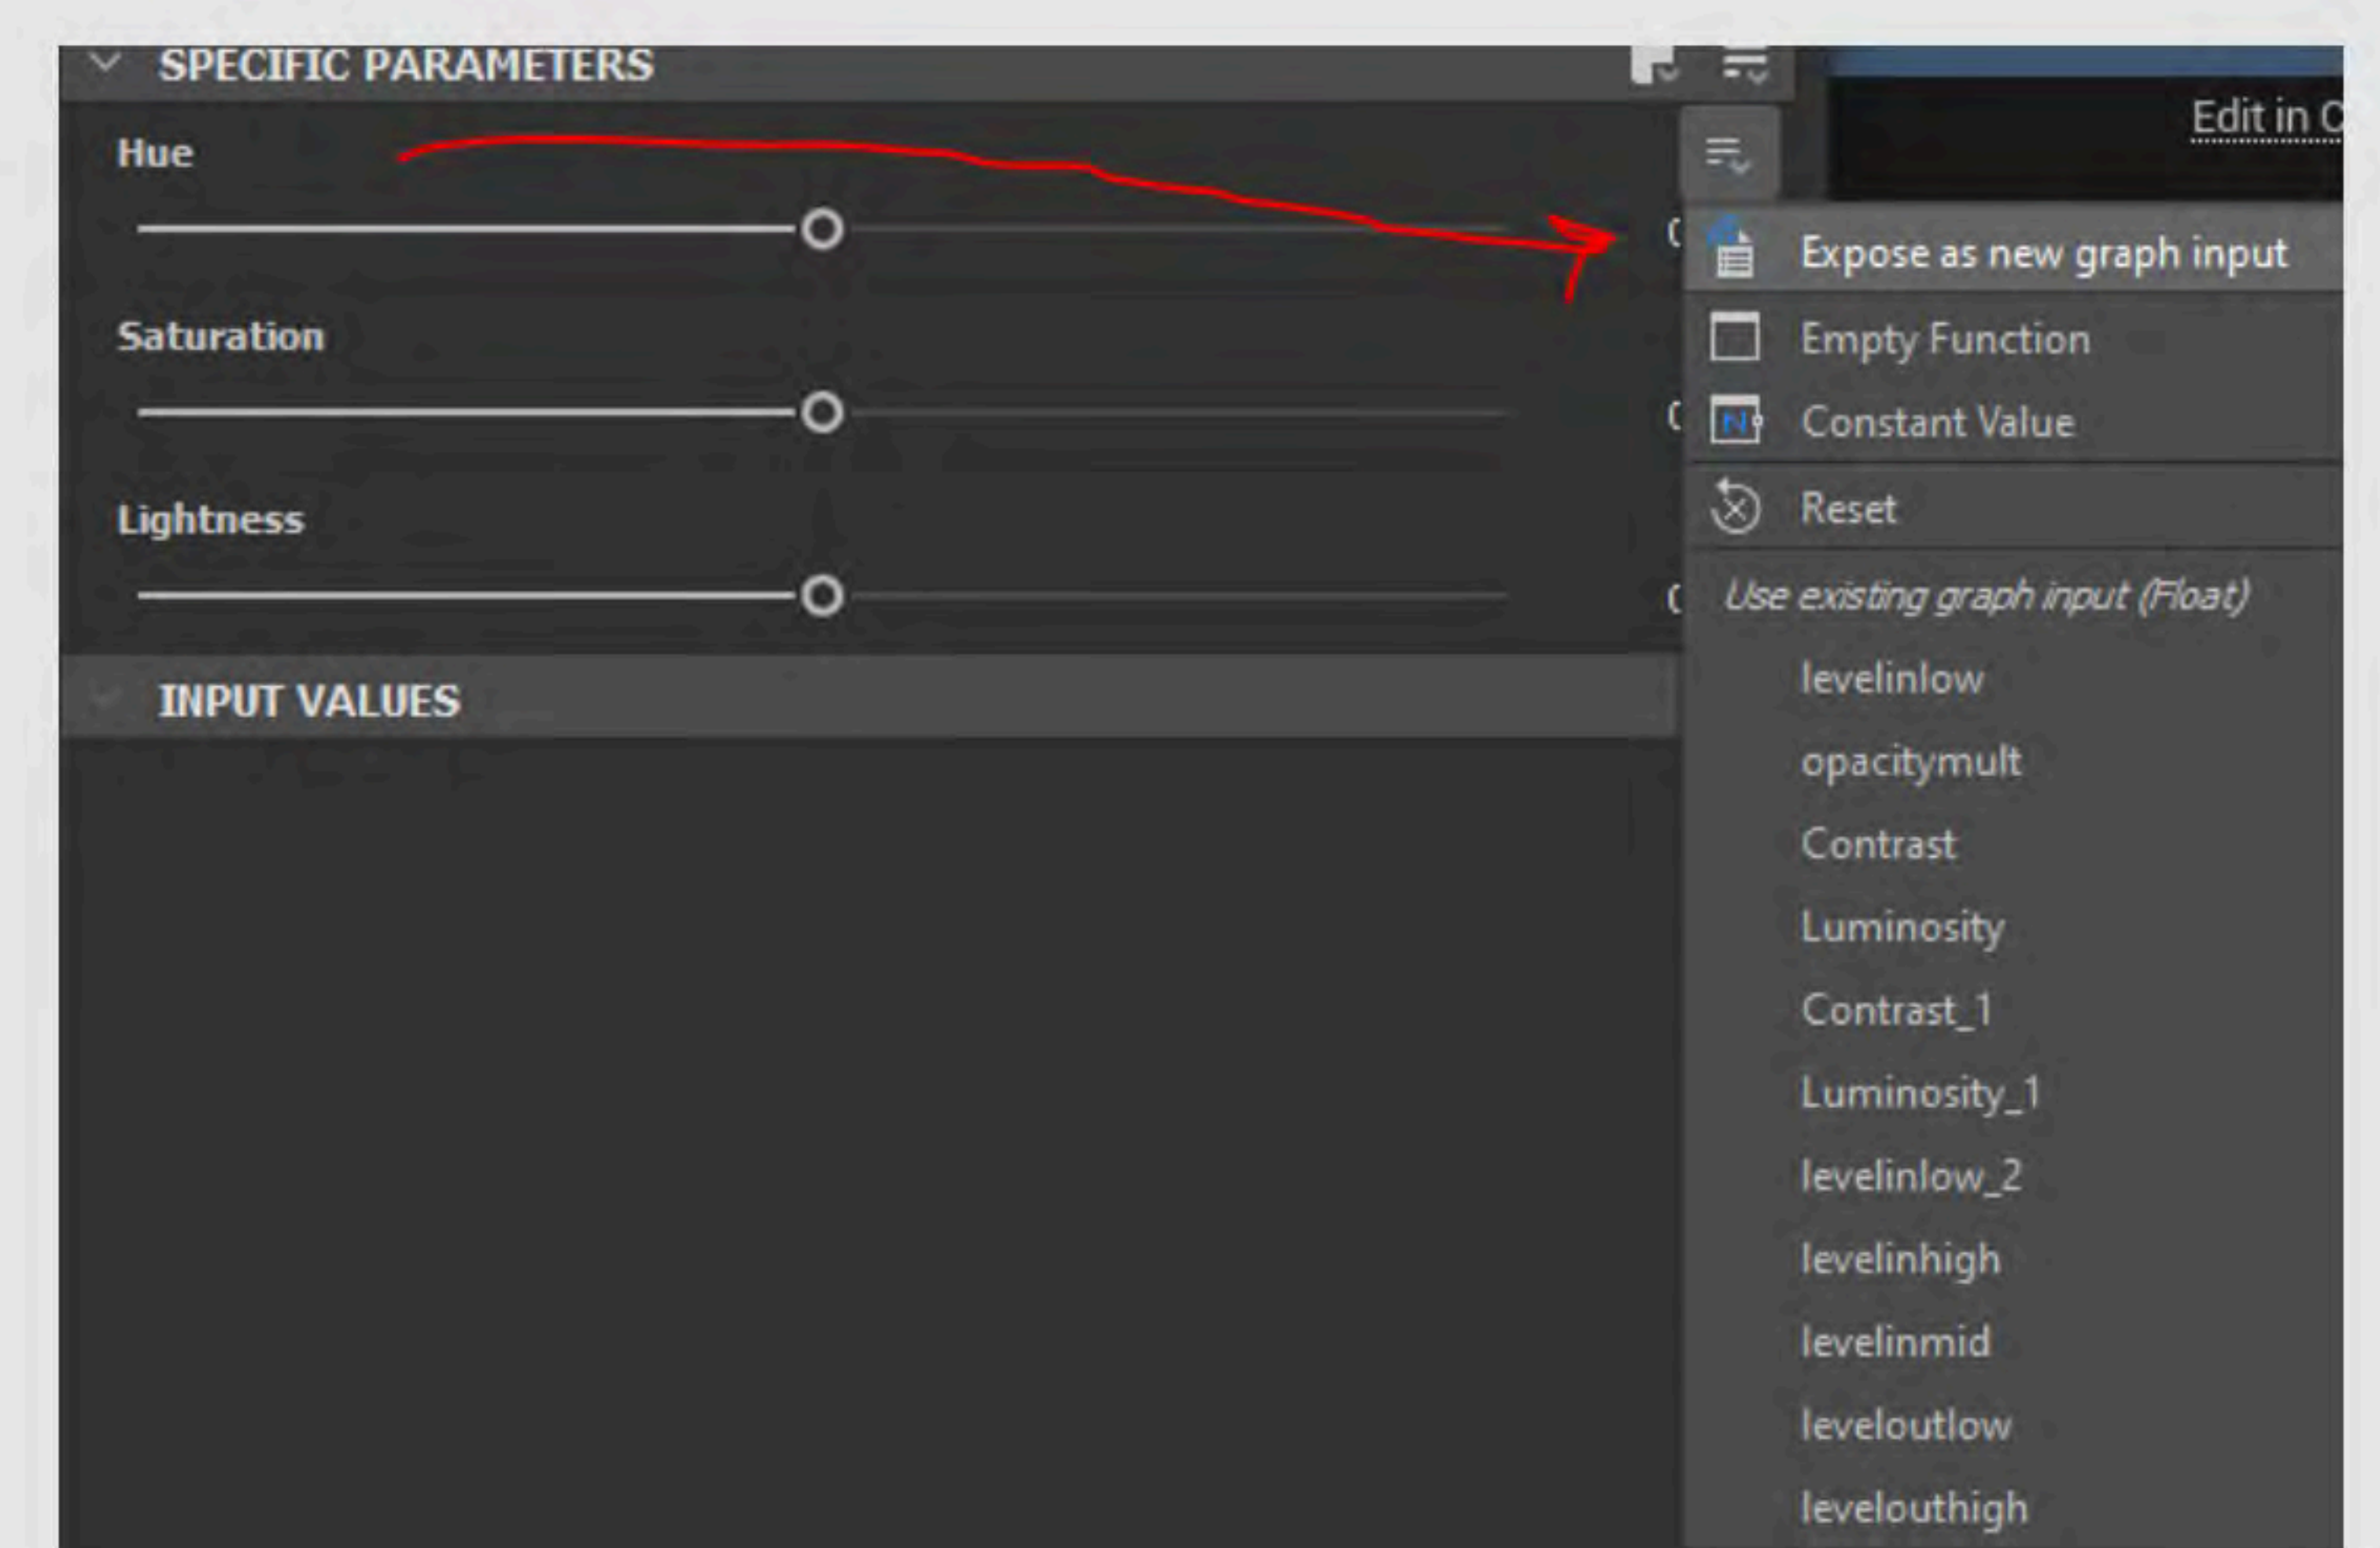 SPECIFIC PARAMETERS
Edit in
Hue
Expose as new graph input
Saturation
Empty Function
Constant Value
Lightness
Reset
Use existing graph input (Float)
INPUT VALUES
levelinlow
opacitymult
Contrast
Luminosity
Contrast_1
Luminosity_1
levelinlow_2
levelinhigh
levelinmid
leveloutlow
levelouthigh